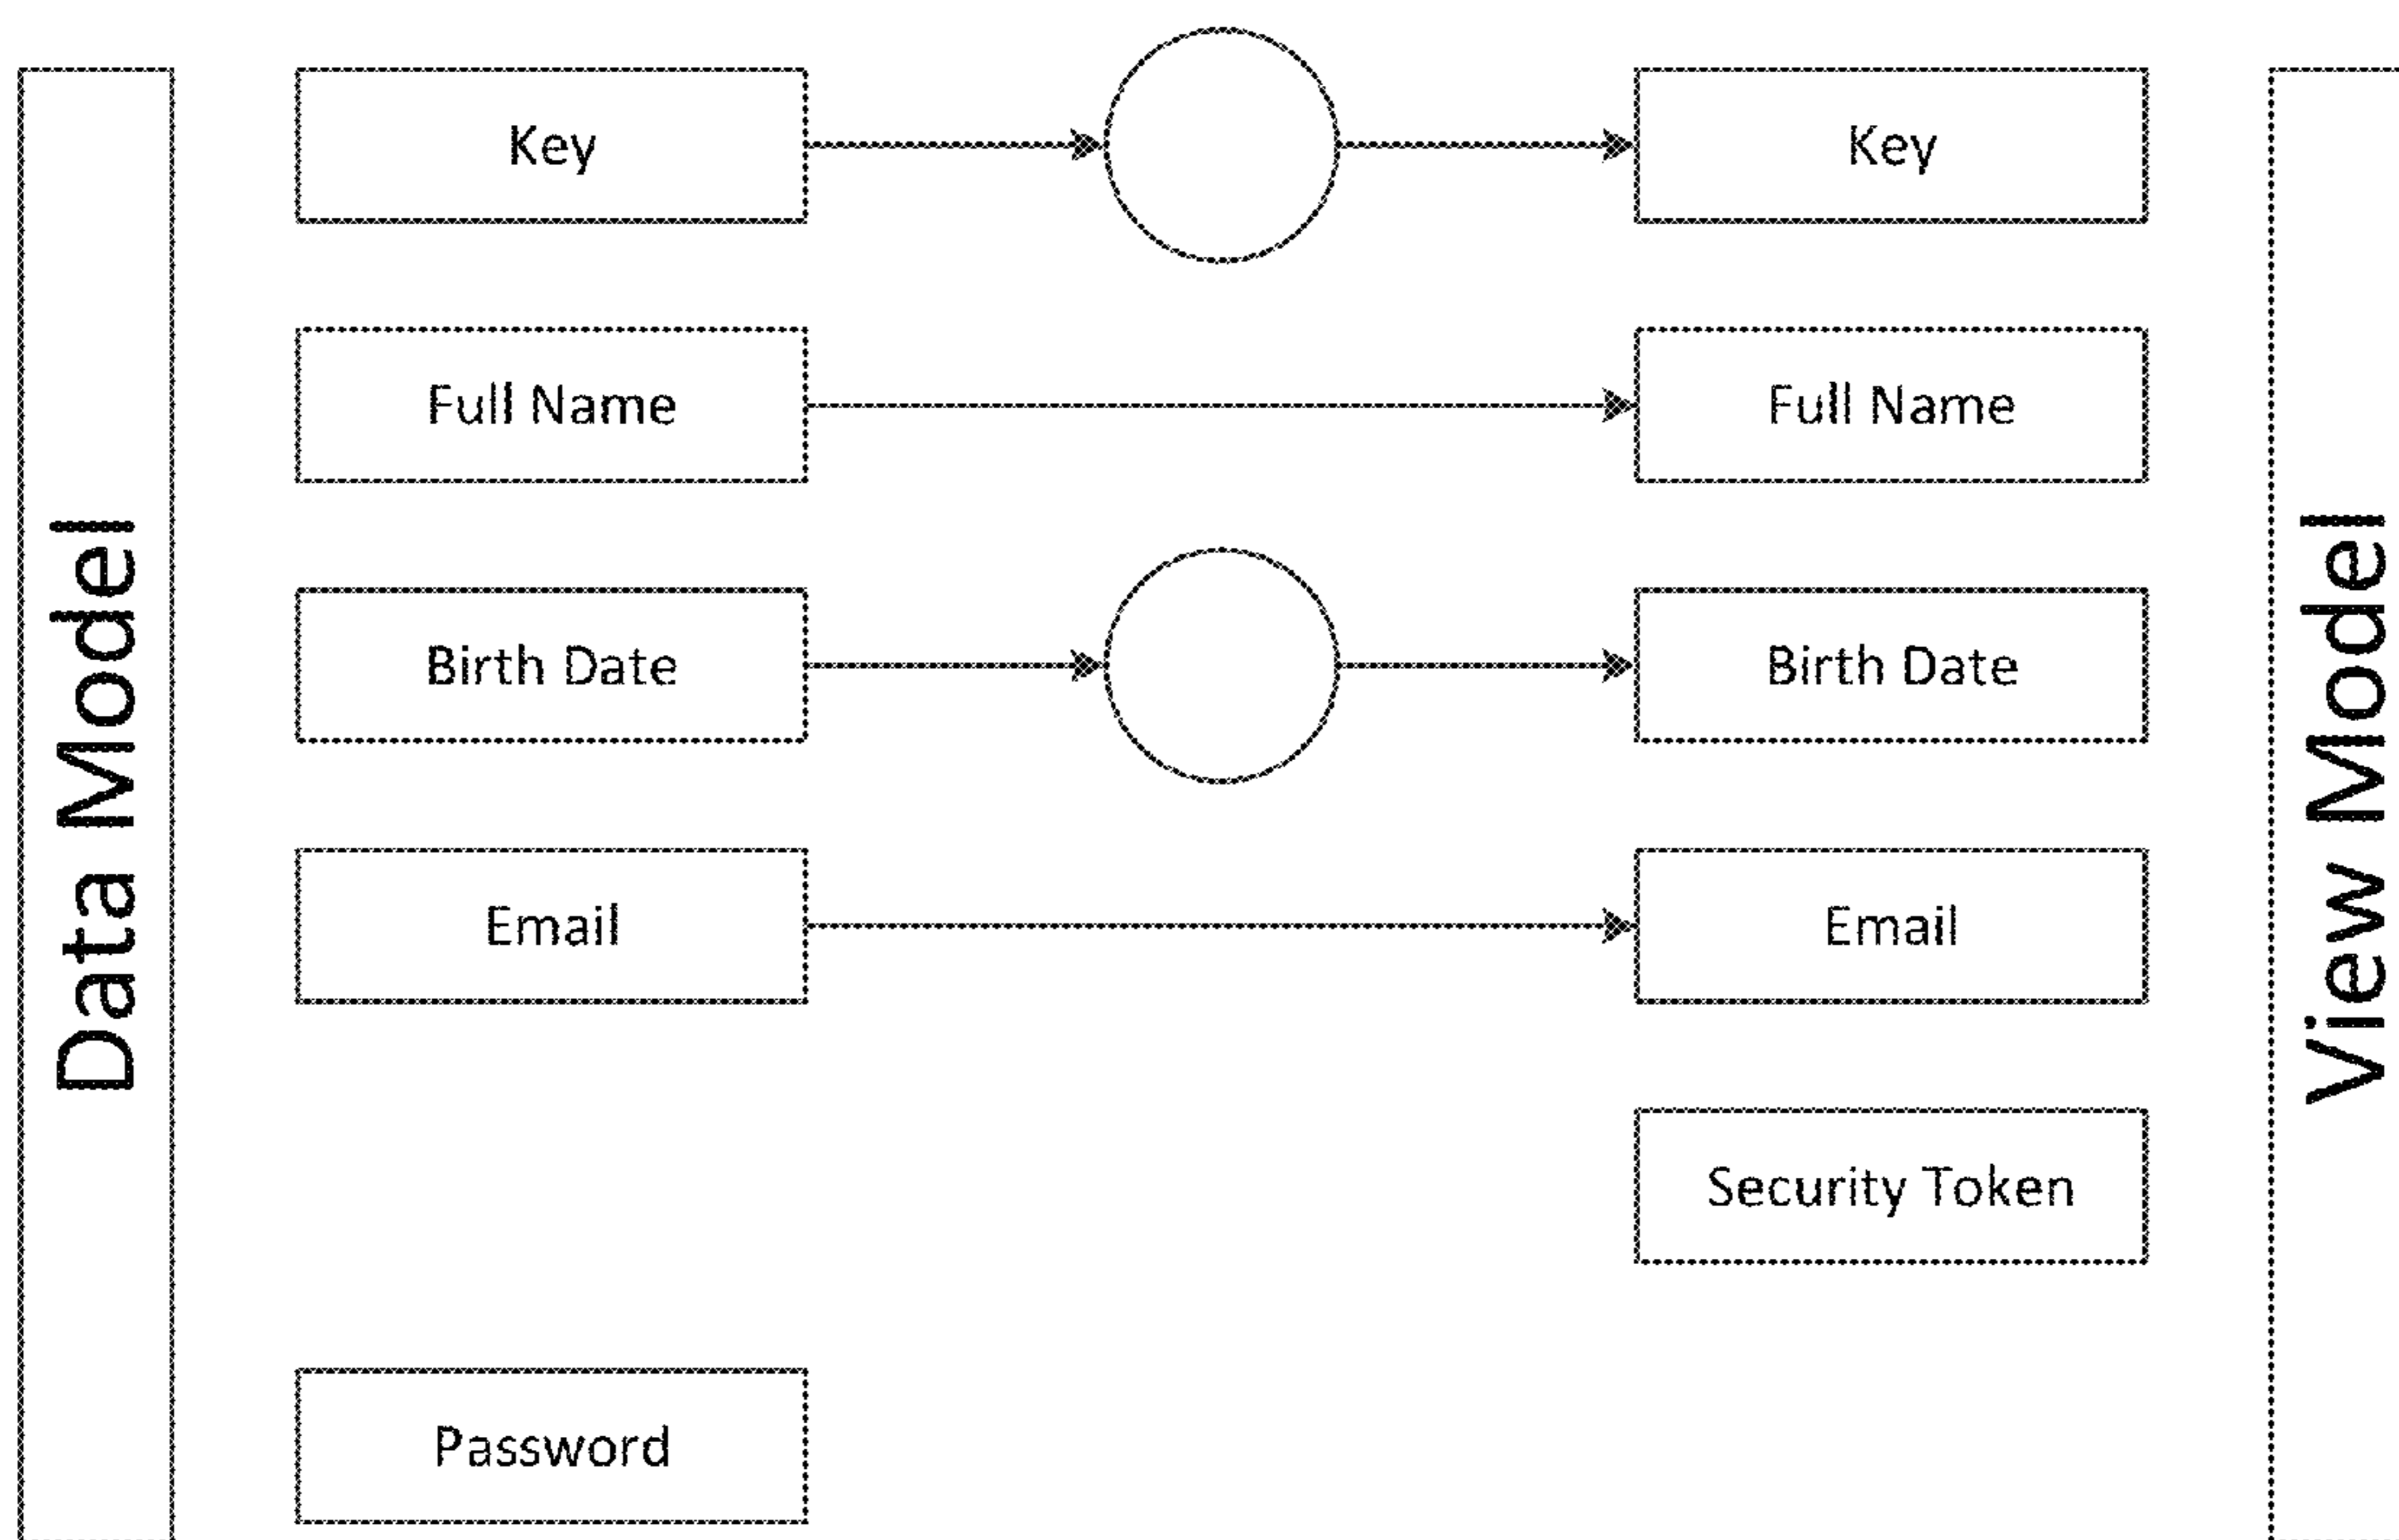 Data Model
Key
Key
Full Name
Full Name
Birth Date
Birth Date
Email
Email
Security Token
Password
View Model